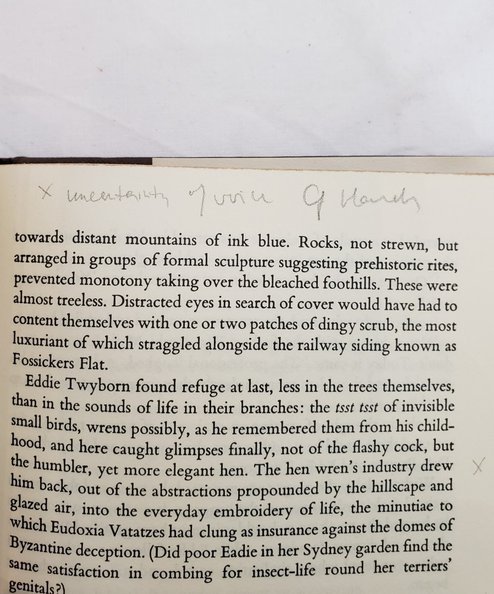 x uncertainty of voice
towards distant mountains of ink blue. Rocks, not strewn, but
arranged in groups of formal sculpture suggesting prehistoric rites,
prevented monotony taking over the bleached foothills. These were
almost treeless. Distracted eyes in search of cover would have had to
content themselves with one or two patches of dingy scrub, the most
luxuriant of which straggled alongside the railway siding known as
Fossickers Flat.
Eddie Twyborn found refuge at last, less in the trees themselves,
than in the sounds of life in their branches: the tsst tsst of invisible
small birds, wrens possibly, as he remembered them from his child-
hood, and here caught glimpses finally, not of the flashy cock, but
the humbler, yet more elegant hen. The hen wren's industry drew x
him back, out of the abstractions propounded by the hillscape and
glazed air, into the everyday embroidery of life, the minutiae to
which Eudoxia Vatatzes had clung as insurance against the domes of
Byzantine deception. (Did poor Eadie in her Sydney garden find the
same satisfaction in combing for insect-life round her terriers'
genitals?)